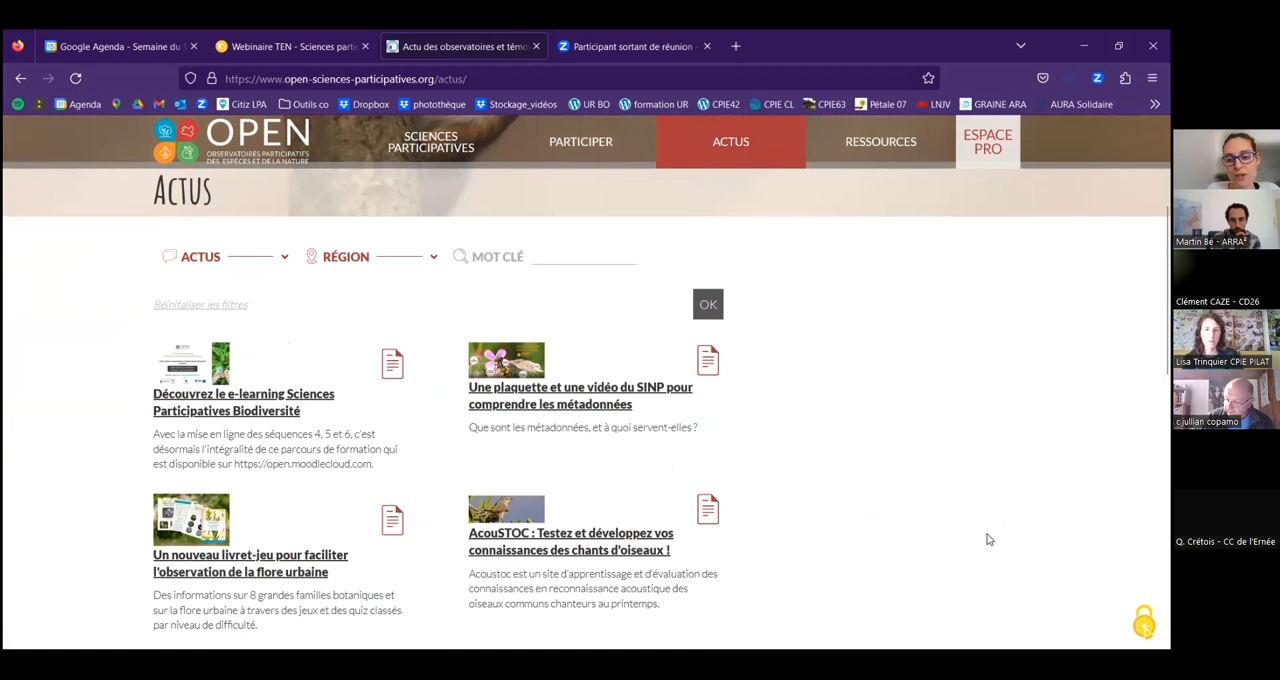 Google Agenda - Semaine du 1
Webinaire TEN - Sciences parti
Actu des observatoires et témo
Participant sortant de réunion -
https://www.open-sciences-participatives.org/actus/
Agenda
Citiz LPA
Outils co
Dropbox
photothèque
Stockage_vidéos
UR BO
formation UR
CPIE42
CPIE CL
CPIE63
Pétale 07
LNJV
GRAINE ARA
AURA Solidaire
OPEN
OBSERVATOIRES PARTICIPATIFS
DES ESPÈCES ET DE LA NATURE
SCIENCES
PARTICIPATIVES
PARTICIPER
ACTUS
RESSOURCES
ESPACE
PRO
Actus
ACTUS
RÉGION
MOT CLÉ
Réinitialiser les filtres
OK
Découvrez le e-learning Sciences
Participatives Biodiversité
Avec la mise en ligne des séquences 4, 5 et 6, c'est
désormais l'intégralité de ce parcours de formation qui
est disponible sur https://open.moodlecloud.com.
Une plaquette et une vidéo du SINP pour
comprendre les métadonnées
Que sont les métadonnées, et à quoi servent-elles ?
Un nouveau livret-jeu pour faciliter
l'observation de la flore urbaine
Des informations sur 8 grandes familles botaniques et
sur la flore urbaine à travers des jeux et des quiz classés
par niveau de difficulté.
AcouSTOC : Testez et développez vos
connaissances des chants d'oiseaux !
Acoustoc est un site d'apprentissage et d'évaluation des
connaissances en reconnaissance acoustique des
oiseaux communs chanteurs au printemps.
Martin Bé - ARRA²
Clément CAZE - CD26
Lisa Trinquier CPIE PILAT
c.jullian copamo
Q. Crétois - CC de l'Ernée